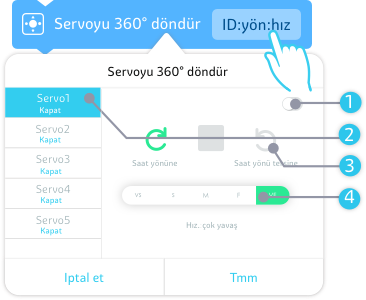 Servoyu 360° döndür ID:yön:hız
Servoyu 360° döndür
Servo1
Kapat
1
Servo2
Kapat
2
Servo3
Kapat
Saat yönüne
Saat yönü tersine
3
Servo4
Kapat
VS S M F VF
4
Servo5
Kapat
Hız. çok yavaş
Iptal et Tmm